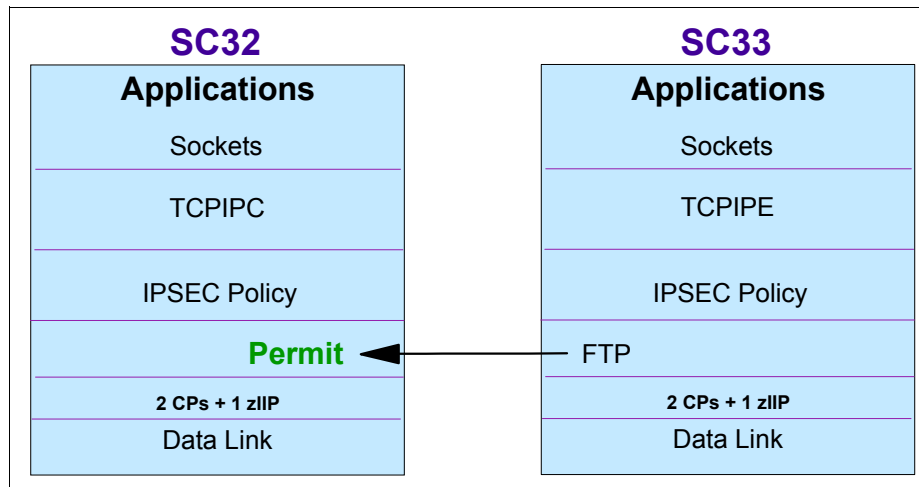 SC32
Applications
Sockets
TCPIPC
IPSEC Policy
Permit
2 CPs + 1 zIIP
Data Link
SC33
Applications
Sockets
TCPIPE
IPSEC Policy
FTP
2 CPs + 1 zIIP
Data Link